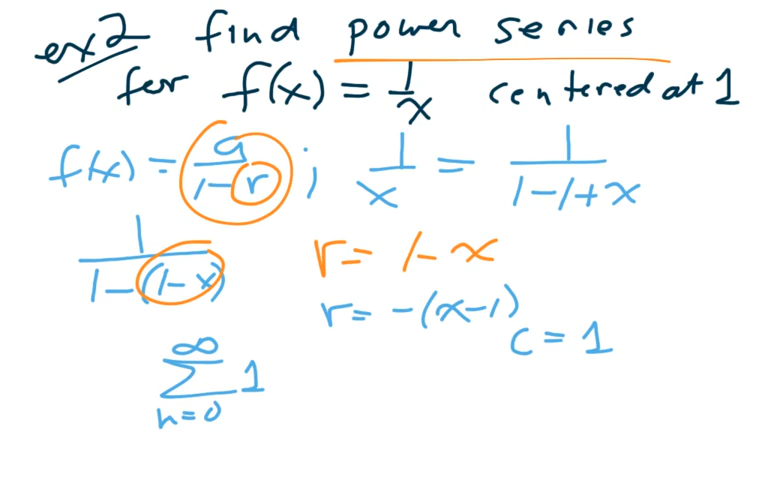 ex2 find power series
for f(x) = 1/x centered at 1
f(x) = a/(1-r) ; 1/x = 1/(1-1+x)
1/(1-(1-x)) r = 1-x
r = -(x-1)
c = 1
∞
Σ 1
n=0